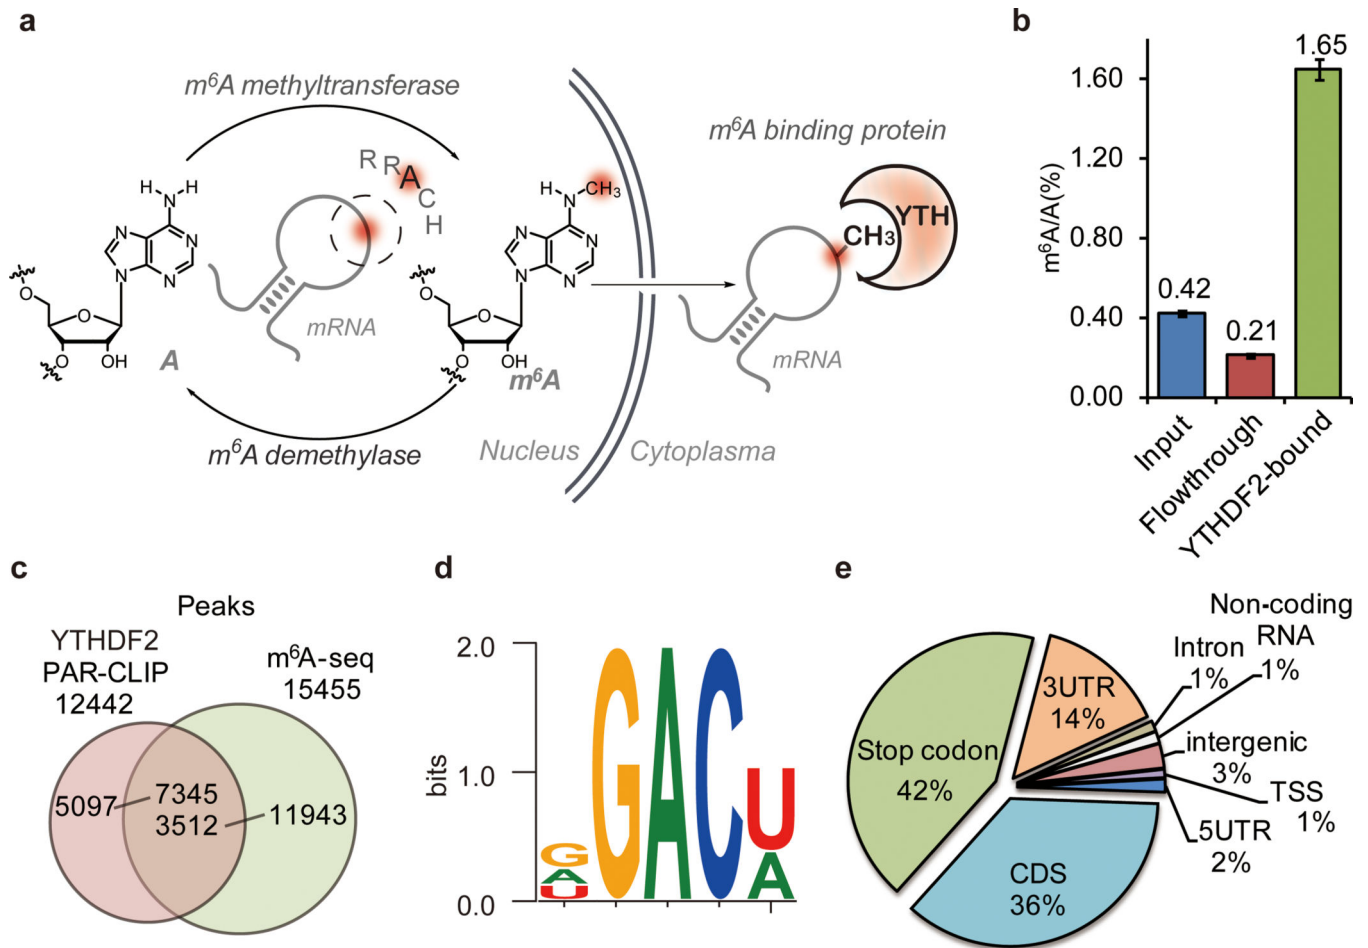 a
m⁶A methyltransferase
R
R
A
C
H
H
H
N
N
N
N
N
O
O
O
OH
A
mRNA
H
N
CH₃
N
N
N
N
O
O
O
OH
m⁶A
m⁶A demethylase
Nucleus
Cytoplasma
m⁶A binding protein
YTH
CH₃
mRNA
b
m⁶A/A(%)
1.60
1.20
0.80
0.40
0.00
0.42
0.21
1.65
Input
Flowthrough
YTHDF2-bound
c
Peaks
YTHDF2
PAR-CLIP
12442
m⁶A-seq
15455
5097
7345
3512
11943
d
bits
2.0
1.0
0.0
G
A
U
G
A
C
U
A
e
Stop codon
42%
3UTR
14%
Intron
1%
Non-coding
RNA
1%
intergenic
3%
TSS
1%
5UTR
2%
CDS
36%